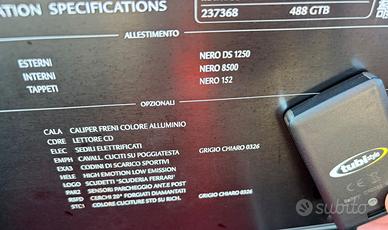 ATION SPECIFICATIONS
237368 488 GTB
ALLESTIMENTO
ESTERNI NERO DS 1250
INTERNI NERO 8500
TAPPETI NERO 152
OPZIONALI
CALA CALIPER FRENI COLORE ALLUMINIO
CDRE LETTORE CD
ELEC SEDILI ELETTRIFICATI
EMPH CAVALL. CUCITI SU POGGIATESTA GRIGIO CHIARO 0326
EXAS CODINI DI SCARICO SPORTIVI
HELE HIGH EMOTION LOW EMISSION
LOGO SCUDETTI "SCUDERIA FERRARI"
PAR2 SENSORI PARCHEGGIO ANT.E POST
RSFD CERCHI 20" FORGIATI DIAMANTATI
STC1 COLORE CUCITURE STD SU RICH. GRIGIO CHIARO 0326
tubi style
subito